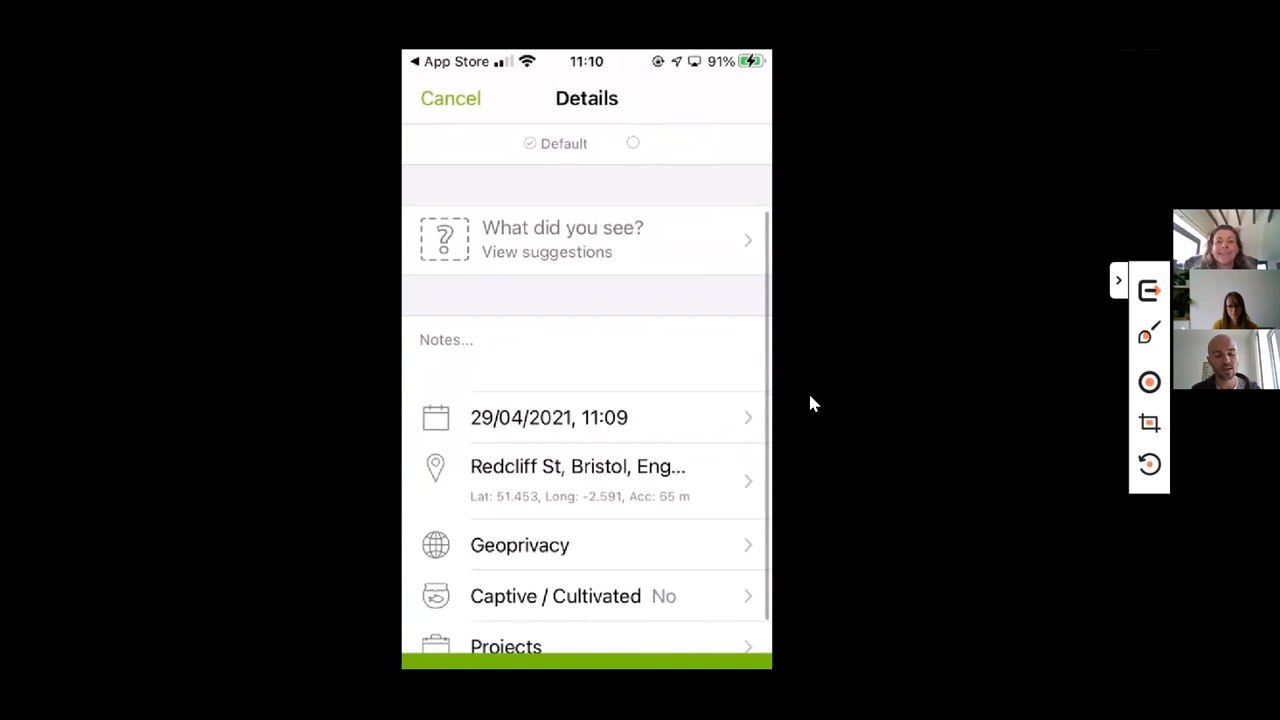 App Store 11:10 91%
Cancel Details
Default
What did you see?
View suggestions
Notes...
29/04/2021, 11:09
Redcliff St, Bristol, Eng...
Lat: 51.453, Long: -2.591, Acc: 65 m
Geoprivacy
Captive / Cultivated No
Projects